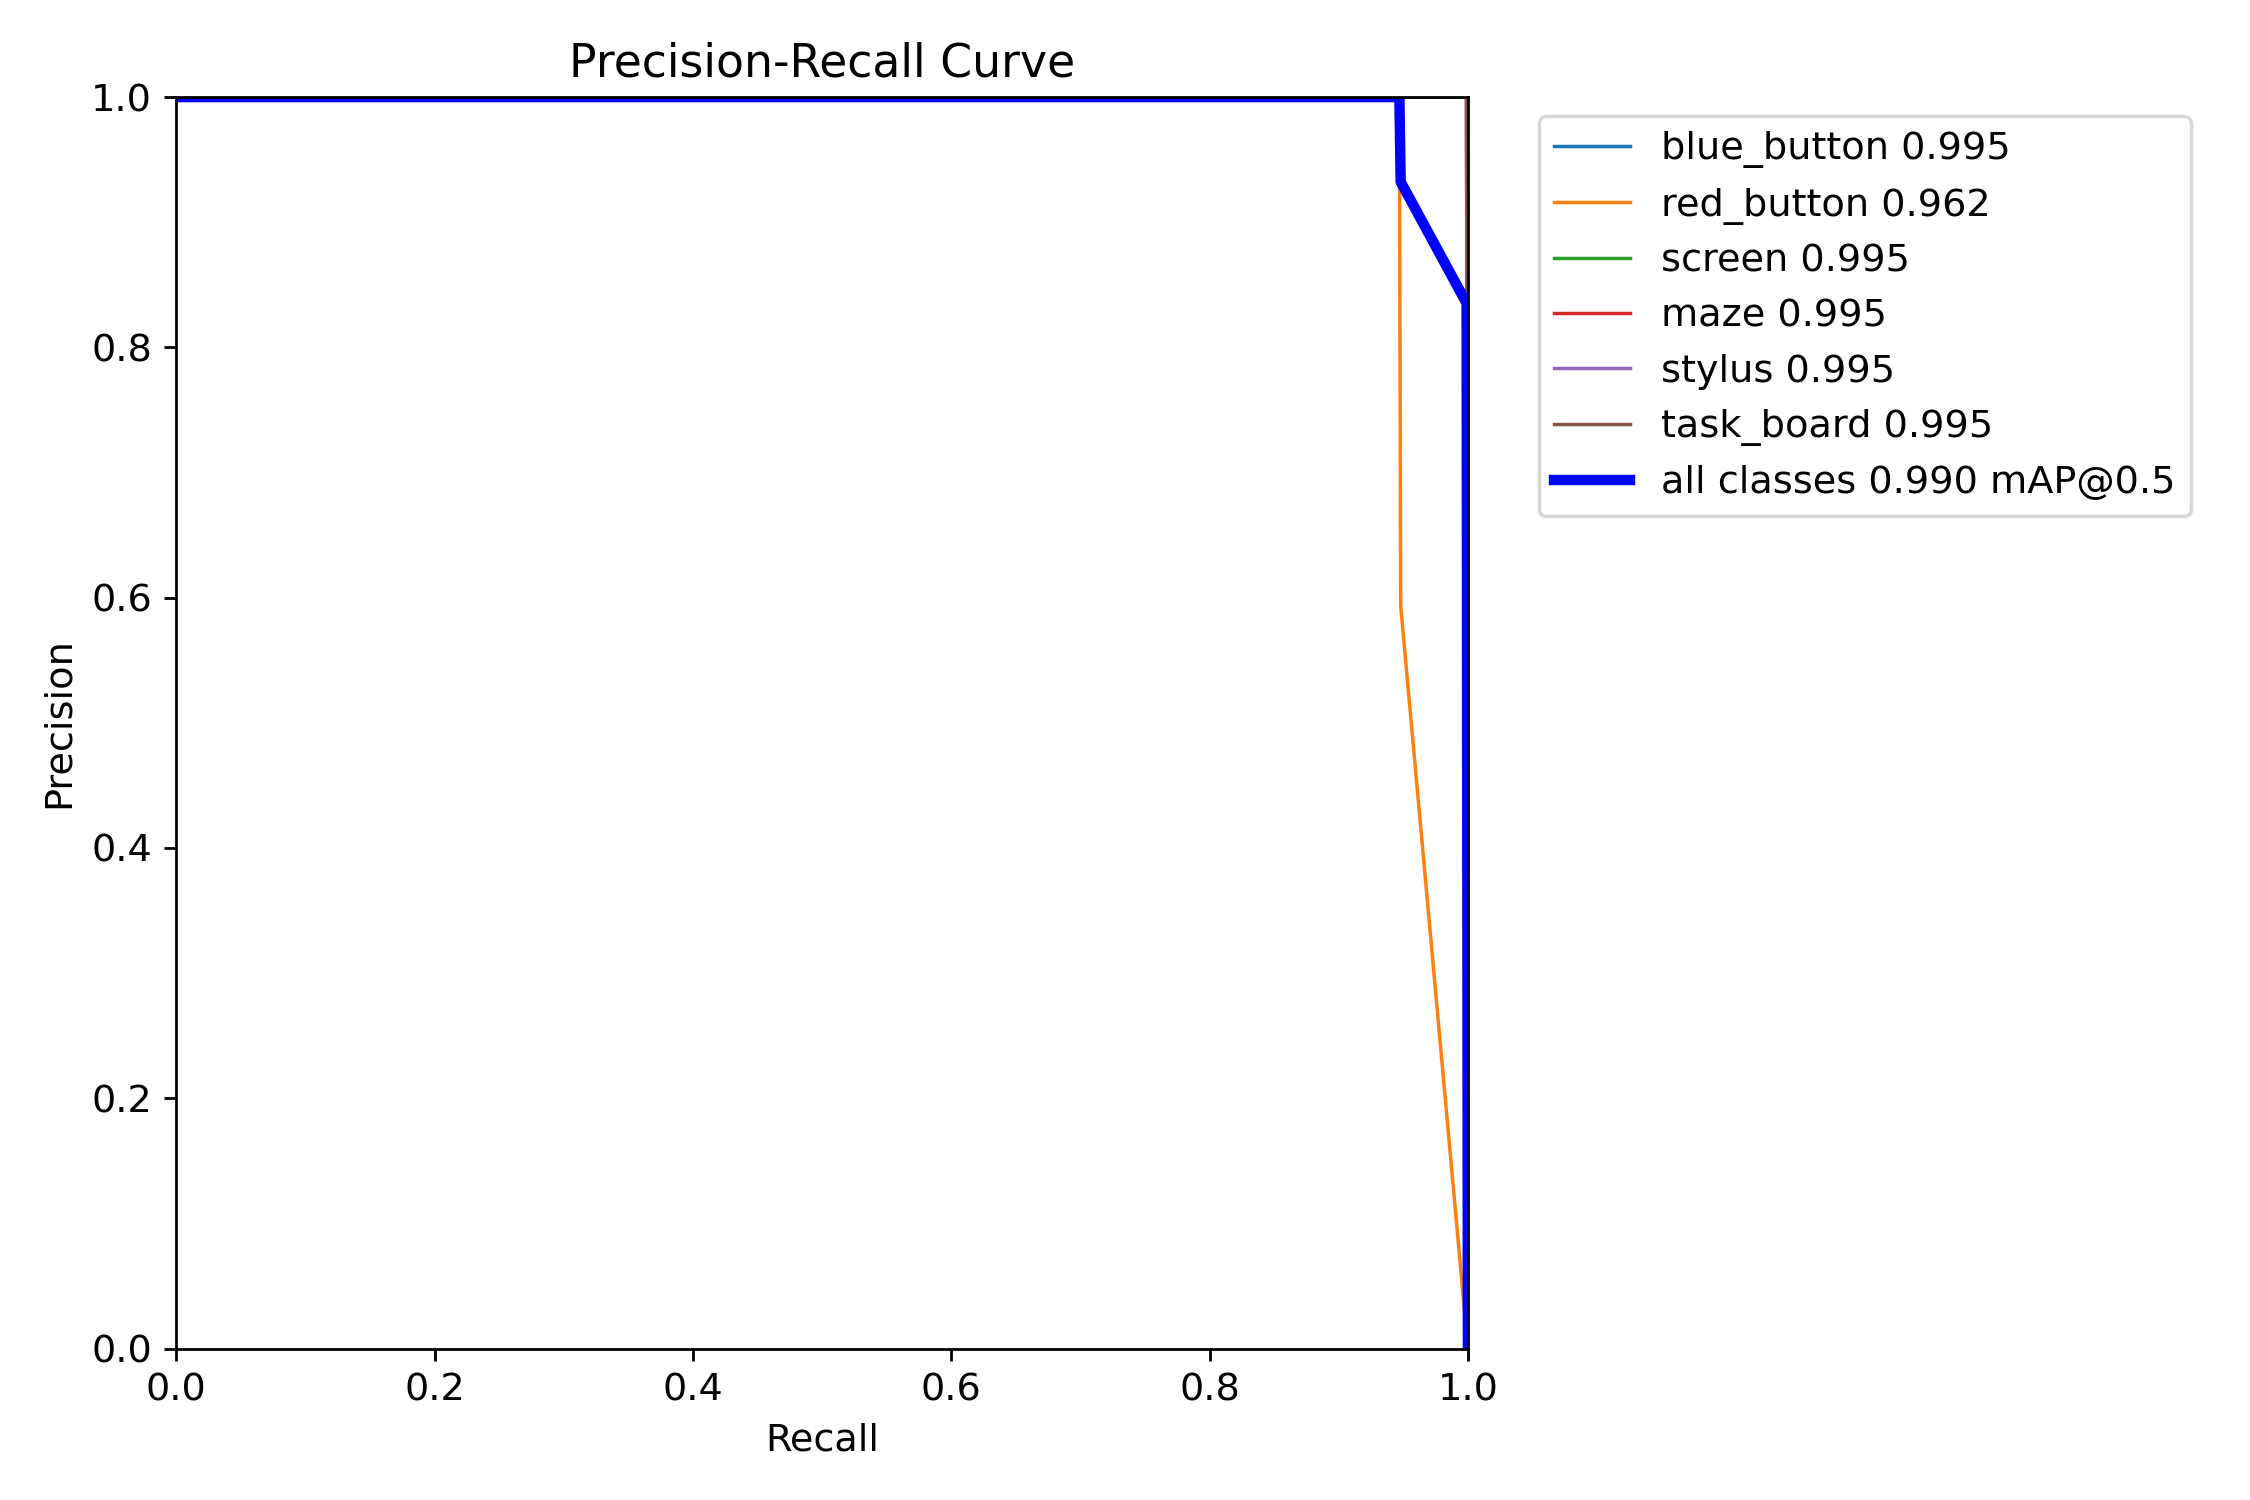 Precision-Recall Curve
1.0
0.8
0.6
0.4
0.2
0.0
Precision
0.0 0.2 0.4 0.6 0.8 1.0
Recall
blue_button 0.995
red_button 0.962
screen 0.995
maze 0.995
stylus 0.995
task_board 0.995
all classes 0.990 mAP@0.5